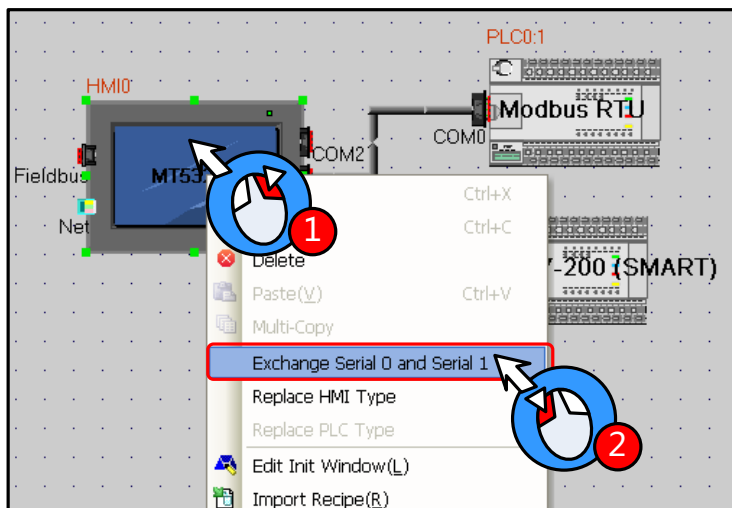 PLC0:1
HMI0
Modbus RTU
COM0
COM2
Fieldbus
MT53
Net
1
Ctrl+X
Ctrl+C
Delete
-200 (SMART)
Paste(V)
Ctrl+V
Multi-Copy
Exchange Serial 0 and Serial 1
Replace HMI Type
Replace PLC Type
2
Edit Init Window(L)
Import Recipe(R)